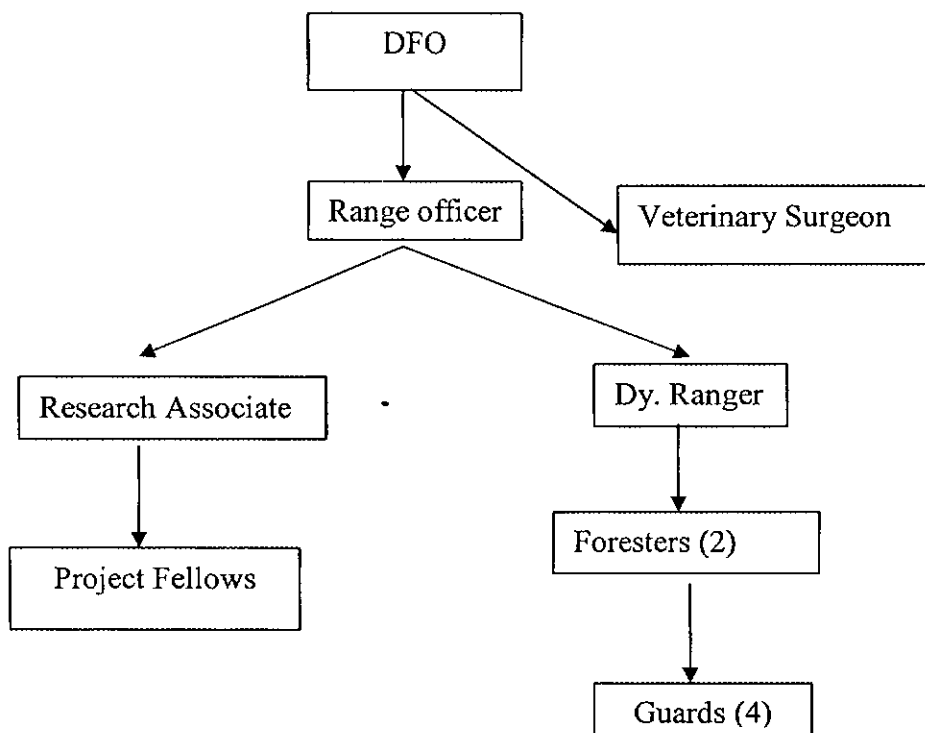 DFO
Range officer
Veterinary Surgeon
Research Associate
Dy. Ranger
Foresters (2)
Project Fellows
Guards (4)